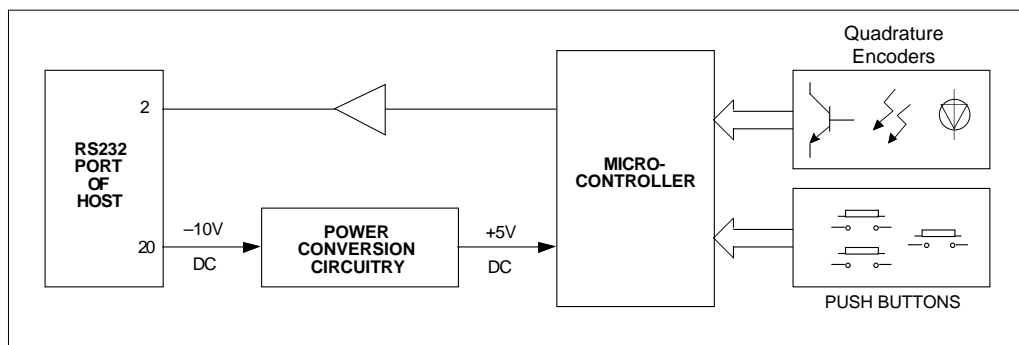 Quadrature
Encoders
2
RS232
PORT
OF
HOST
MICRO-
CONTROLLER
20
–10V
DC
POWER
CONVERSION
CIRCUITRY
+5V
DC
PUSH BUTTONS